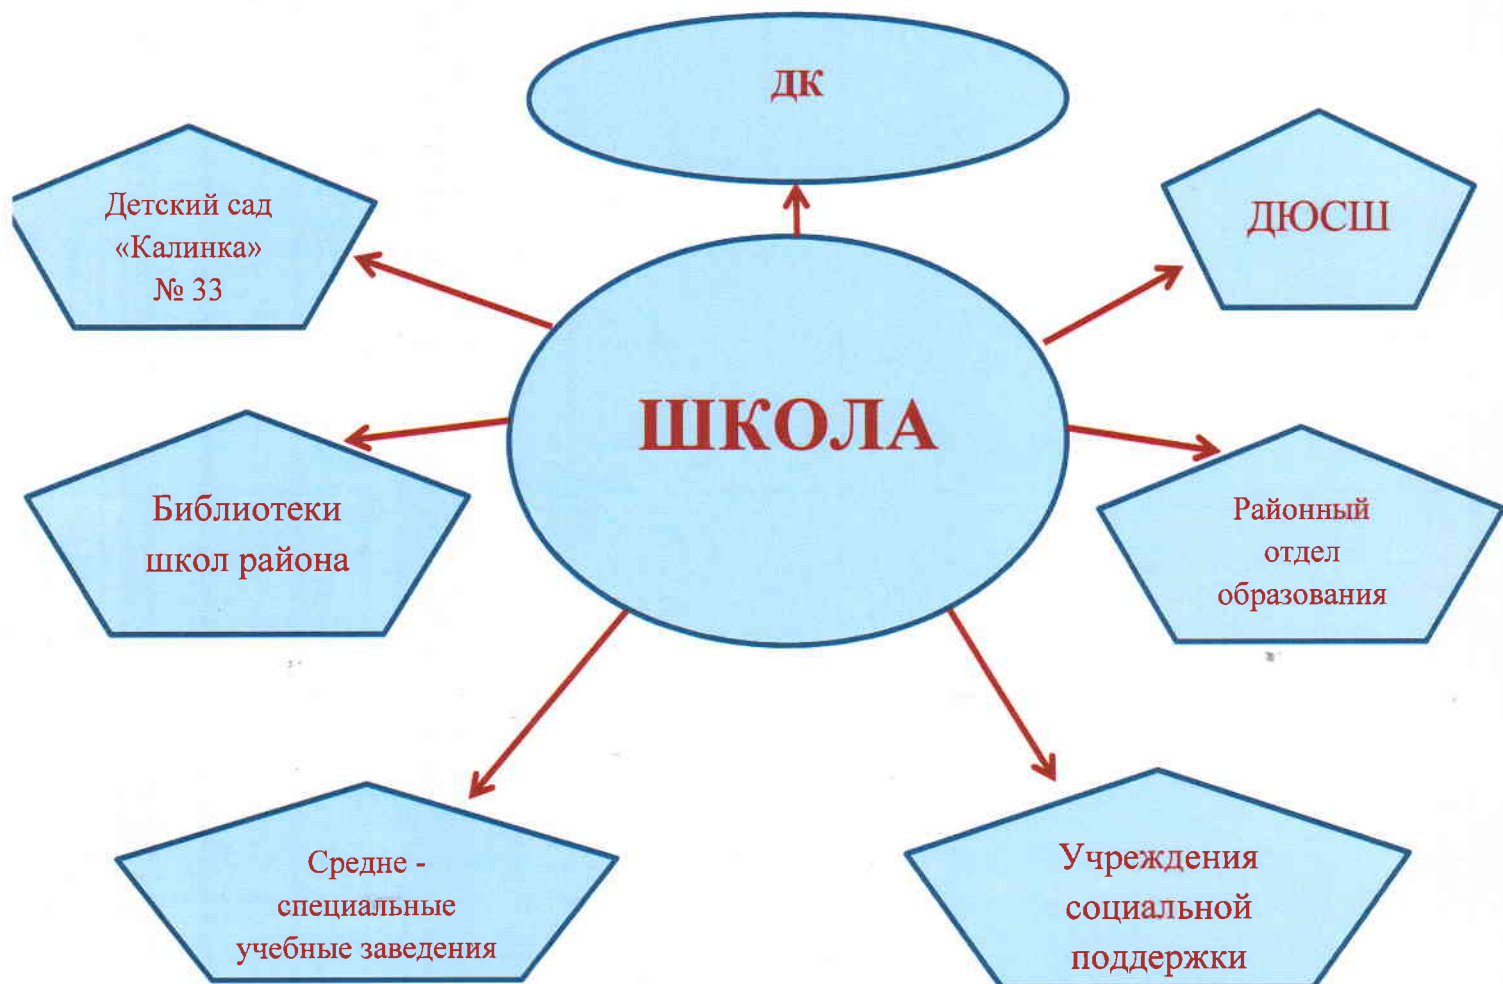 ДК
Детский сад
«Калинка»
№ 33
ДЮСШ
ШКОЛА
Библиотеки
школ района
Районный
отдел
образования
Средне -
специальные
учебные заведения
Учреждения
социальной
поддержки